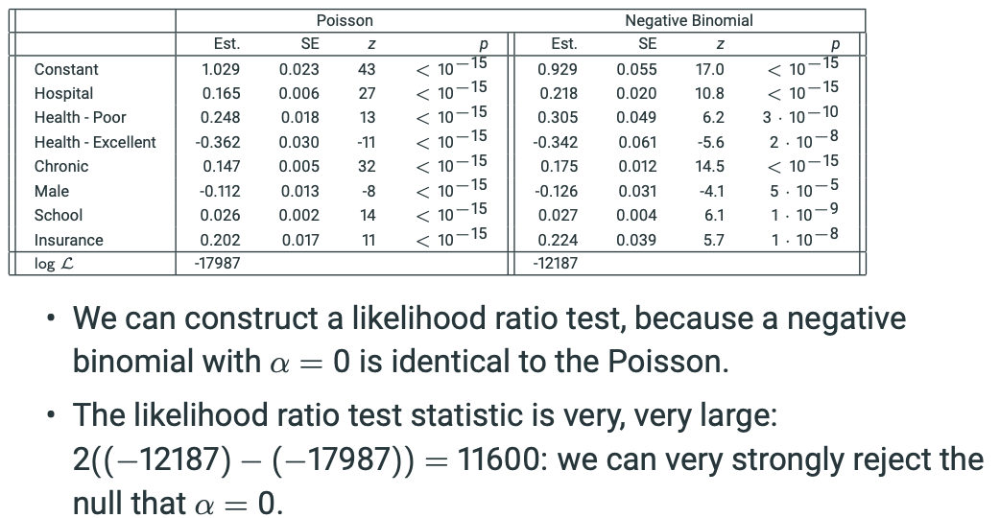 Poisson Negative Binomial
Est. SE z p Est. SE z p
Constant 1.029 0.023 43 < 10−15 0.929 0.055 17.0 < 10−15
Hospital 0.165 0.006 27 < 10−15 0.218 0.020 10.8 < 10−15
Health - Poor 0.248 0.018 13 < 10−15 0.305 0.049 6.2 3 · 10−10
Health - Excellent -0.362 0.030 -11 < 10−15 -0.342 0.061 -5.6 2 · 10−8
Chronic 0.147 0.005 32 < 10−15 0.175 0.012 14.5 < 10−15
Male -0.112 0.013 -8 < 10−15 -0.126 0.031 -4.1 5 · 10−5
School 0.026 0.002 14 < 10−15 0.027 0.004 6.1 1 · 10−9
Insurance 0.202 0.017 11 < 10−15 0.224 0.039 5.7 1 · 10−8
log ℒ -17987 -12187
• We can construct a likelihood ratio test, because a negative
binomial with α = 0 is identical to the Poisson.
• The likelihood ratio test statistic is very, very large:
2((−12187) − (−17987)) = 11600: we can very strongly reject the
null that α = 0.